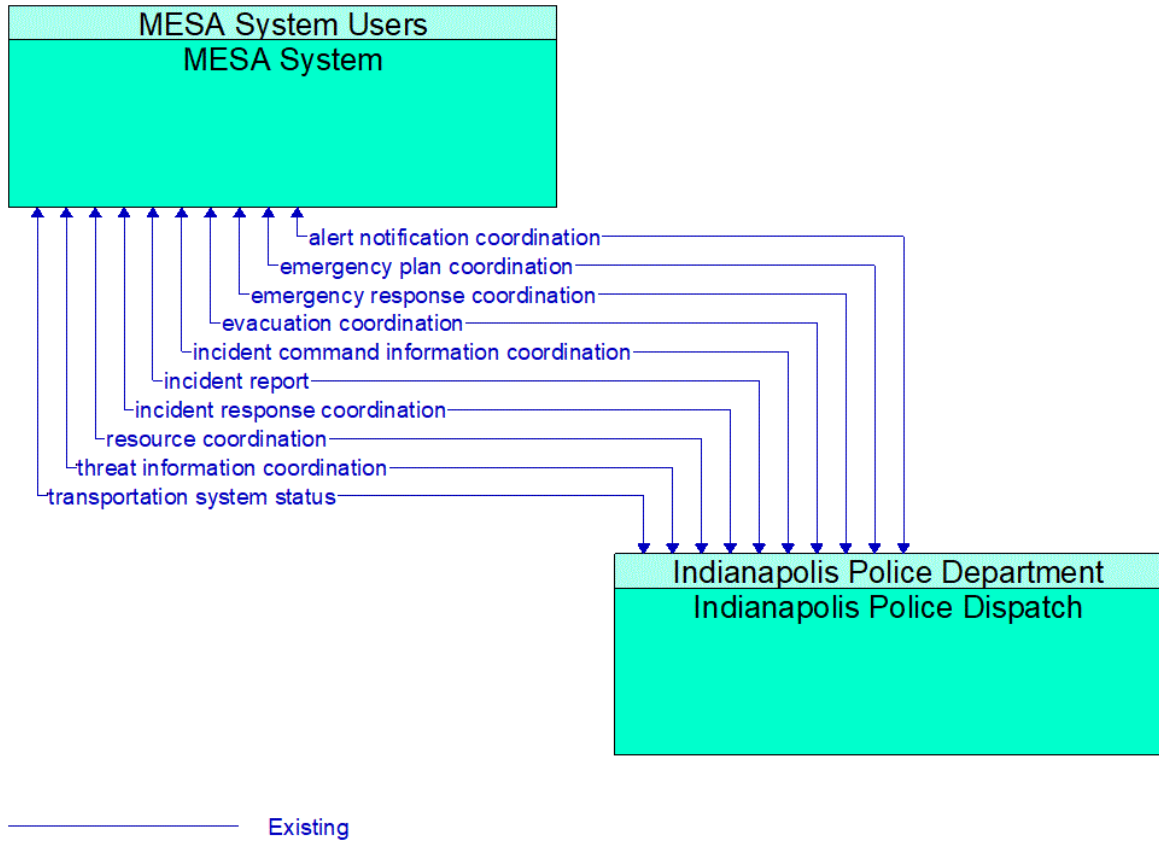 MESA System Users
MESA System
alert notification coordination
emergency plan coordination
emergency response coordination
evacuation coordination
incident command information coordination
incident report
incident response coordination
resource coordination
threat information coordination
transportation system status
Indianapolis Police Department
Indianapolis Police Dispatch
Existing